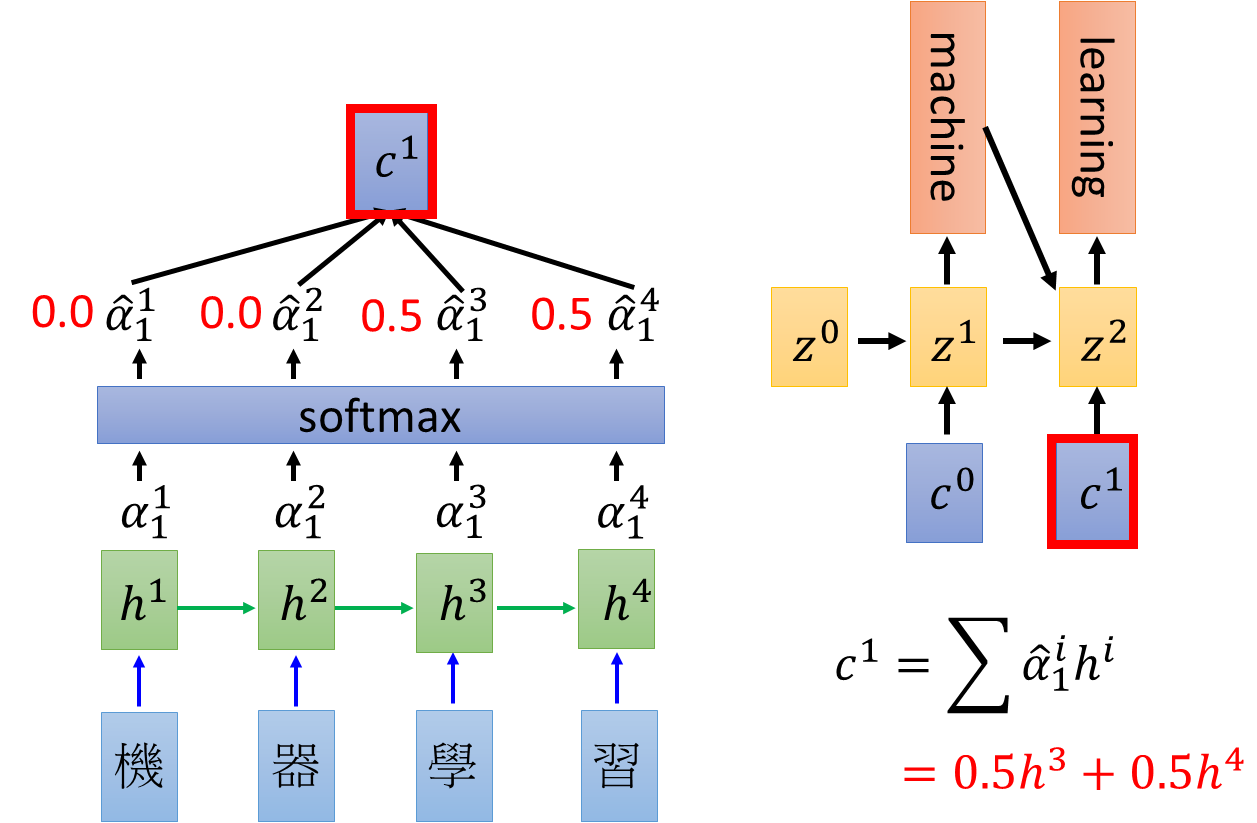 c¹
0.0 α̂₁¹ 0.0 α̂₁² 0.5 α̂₁³ 0.5 α̂₁⁴
softmax
α₁¹ α₁² α₁³ α₁⁴
h¹ h² h³ h⁴
機 器 學 習
machine learning
z⁰ z¹ z²
c⁰ c¹
c¹ = ∑ α̂₁ⁱhⁱ
= 0.5h³ + 0.5h⁴